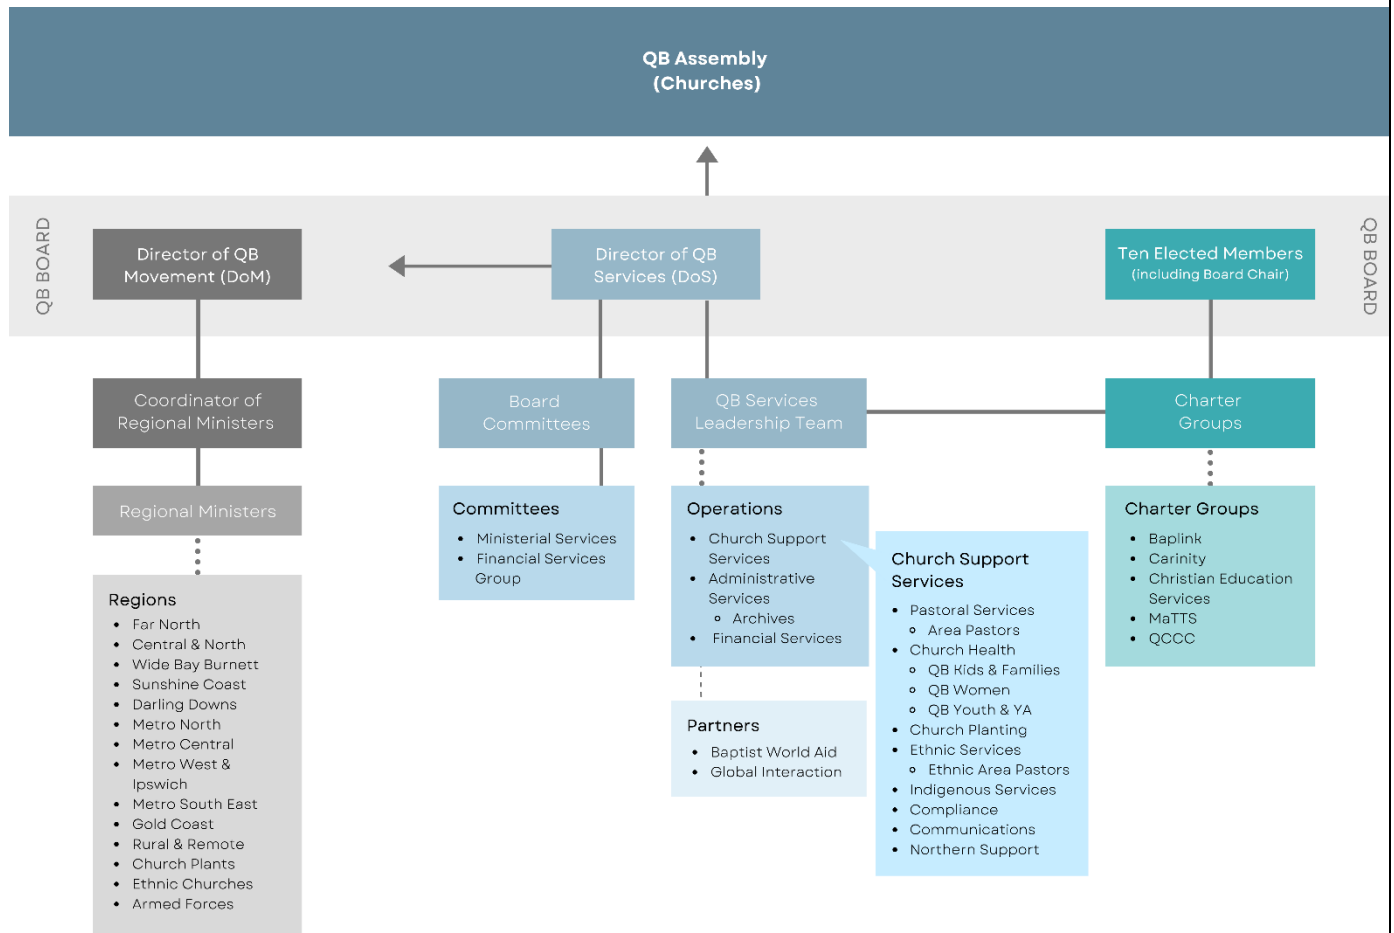 QB Assembly
(Churches)
QB BOARD
Director of QB
Movement (DoM)
Director of QB
Services (DoS)
Ten Elected Members
(including Board Chair)
QB BOARD
Coordinator of
Regional Ministers
Board
Committees
QB Services
Leadership Team
Charter
Groups
Regional Ministers
Regions
• Far North
• Central & North
• Wide Bay Burnett
• Sunshine Coast
• Darling Downs
• Metro North
• Metro Central
• Metro West &
Ipswich
• Metro South East
• Gold Coast
• Rural & Remote
• Church Plants
• Ethnic Churches
• Armed Forces
Committees
• Ministerial Services
• Financial Services
Group
Operations
• Church Support
Services
• Administrative
Services
◦ Archives
• Financial Services
Partners
• Baptist World Aid
• Global Interaction
Church Support
Services
• Pastoral Services
◦ Area Pastors
• Church Health
◦ QB Kids & Families
◦ QB Women
◦ QB Youth & YA
• Church Planting
• Ethnic Services
◦ Ethnic Area Pastors
• Indigenous Services
• Compliance
• Communications
• Northern Support
Charter Groups
• Baplink
• Carinity
• Christian Education
Services
• MaTTS
• QCCC